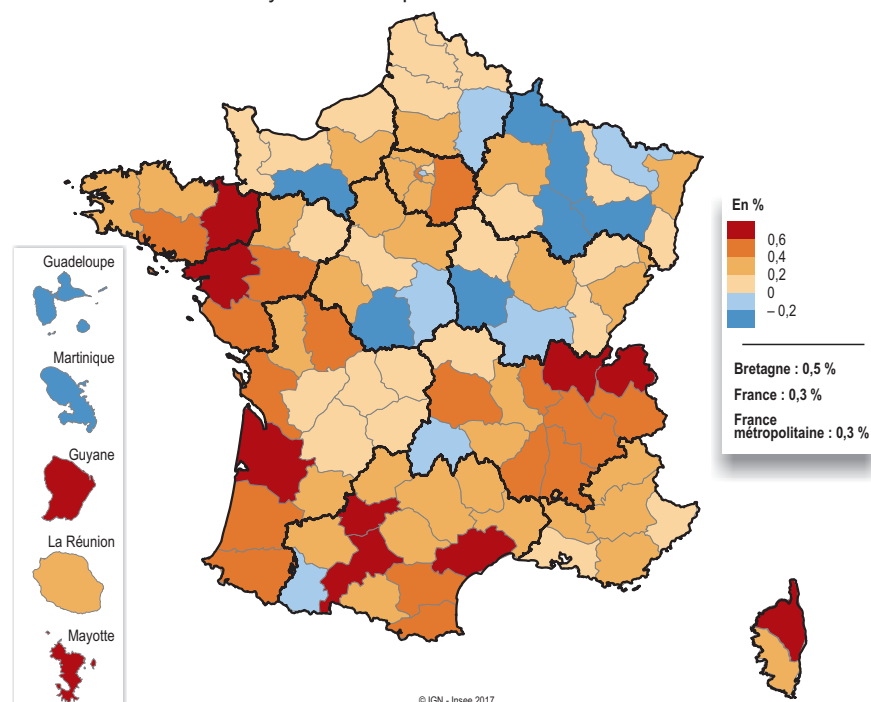 Guadeloupe
Martinique
Guyane
La Réunion
Mayotte
En %
0,6
0,4
0,2
0
– 0,2
Bretagne : 0,5 %
France : 0,3 %
France
métropolitaine : 0,3 %
© IGN - Insee 2017